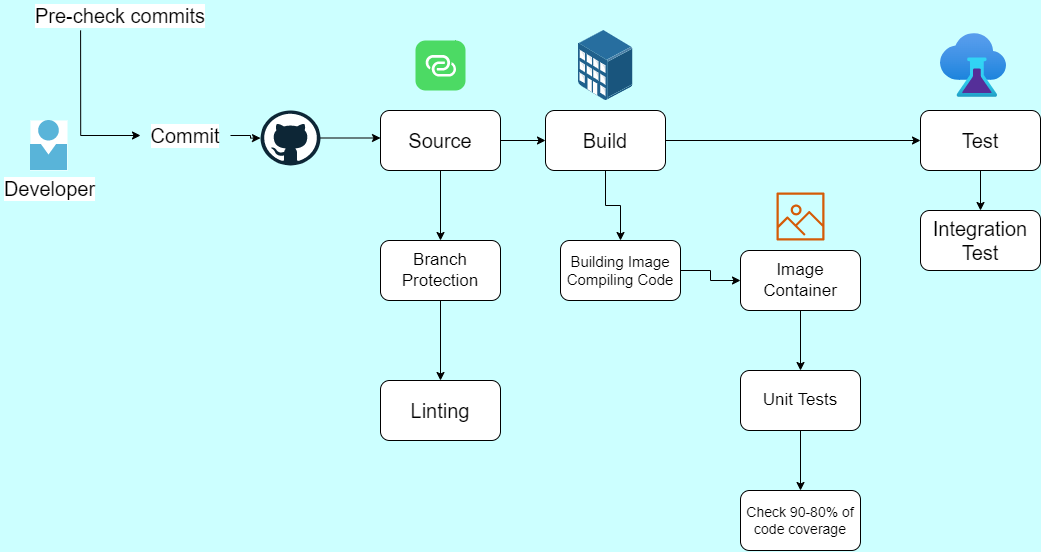 Pre-check commits
Developer
Commit
Source
Build
Test
Branch
Protection
Linting
Building Image
Compiling Code
Image
Container
Unit Tests
Check 90-80% of
code coverage
Integration
Test